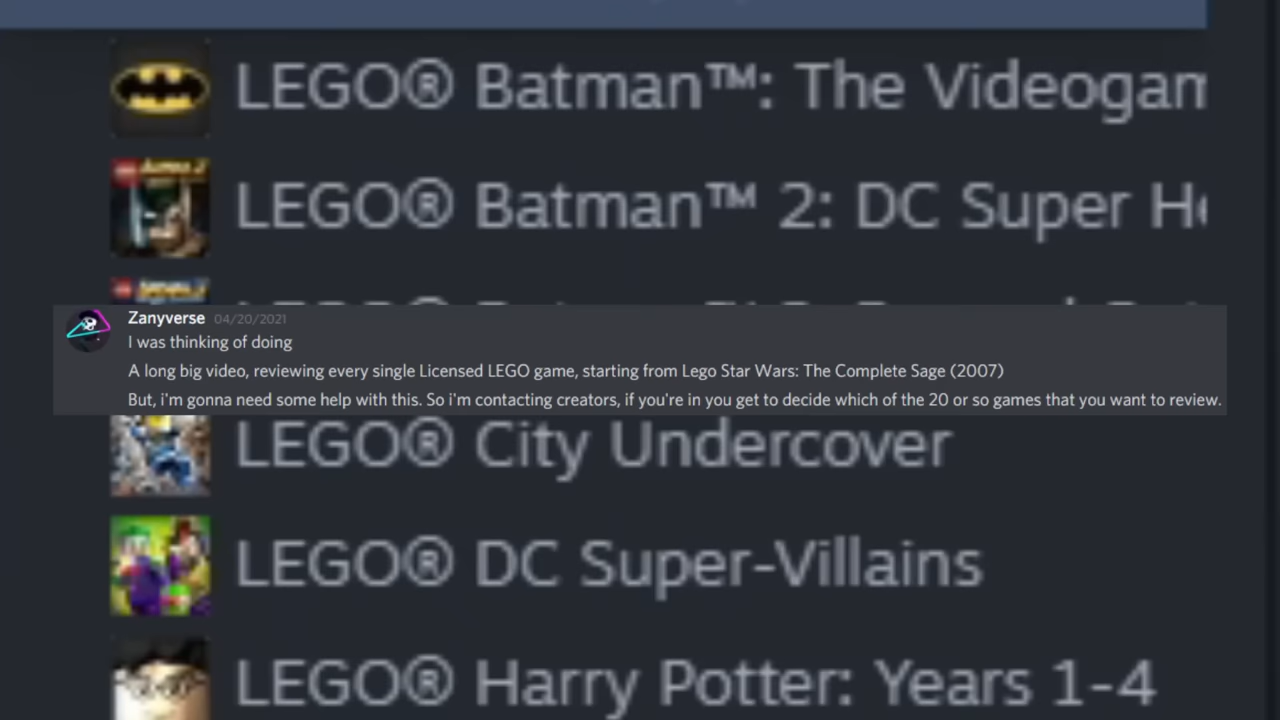 LEGO® Batman™: The Videogam
LEGO® Batman™ 2: DC Super He
Zanyverse 04/20/2021
I was thinking of doing
A long big video, reviewing every single Licensed LEGO game, starting from Lego Star Wars: The Complete Sage (2007)
But, i'm gonna need some help with this. So i'm contacting creators, if you're in you get to decide which of the 20 or so games that you want to review.
LEGO® City Undercover
LEGO® DC Super-Villains
LEGO® Harry Potter: Years 1-4